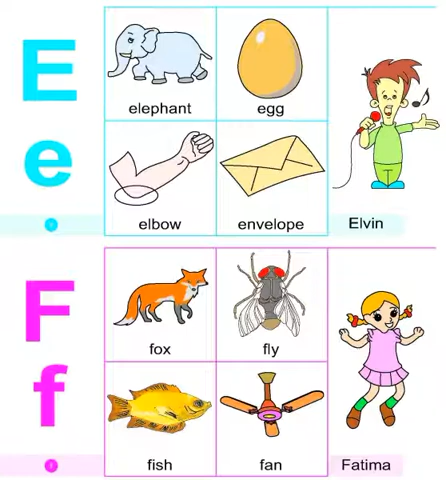 E
e
elephant
egg
elbow
envelope
Elvin
F
f
fox
fly
fish
fan
Fatima